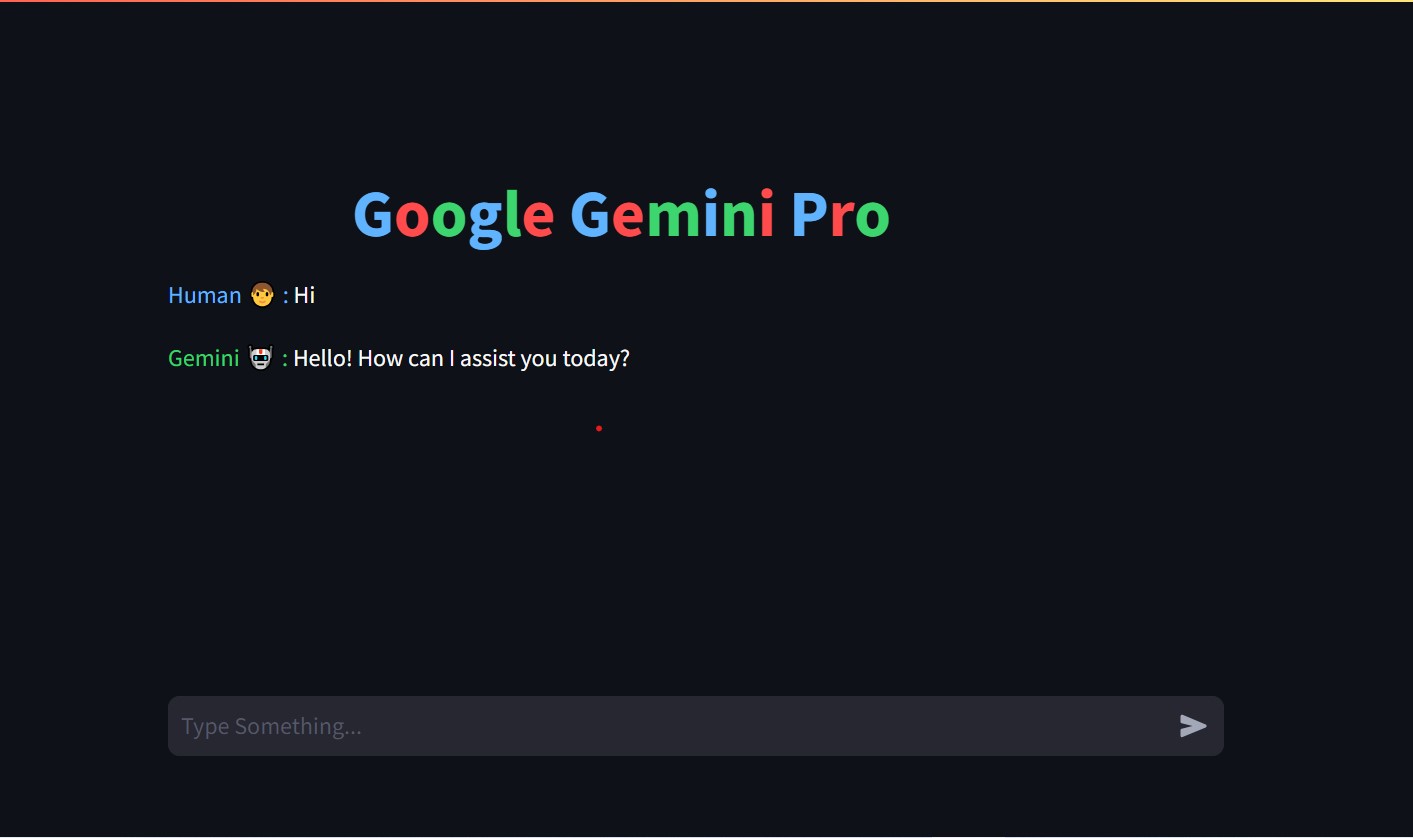 Google Gemini Pro
Human 🧒 : Hi
Gemini 🤖 : Hello! How can I assist you today?
Type Something...